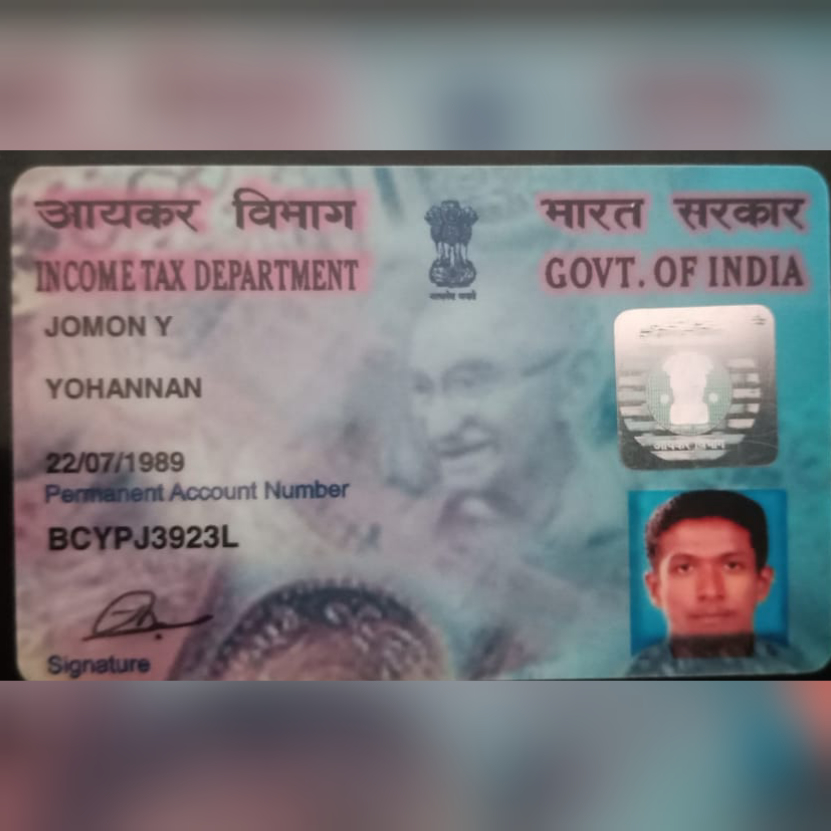 आयकर विभाग भारत सरकार
INCOME TAX DEPARTMENT GOVT. OF INDIA
JOMON Y
YOHANNAN
22/07/1989
Permanent Account Number
BCYPJ3923L
Signature
सत्यमेव जयते
आयकर विभाग